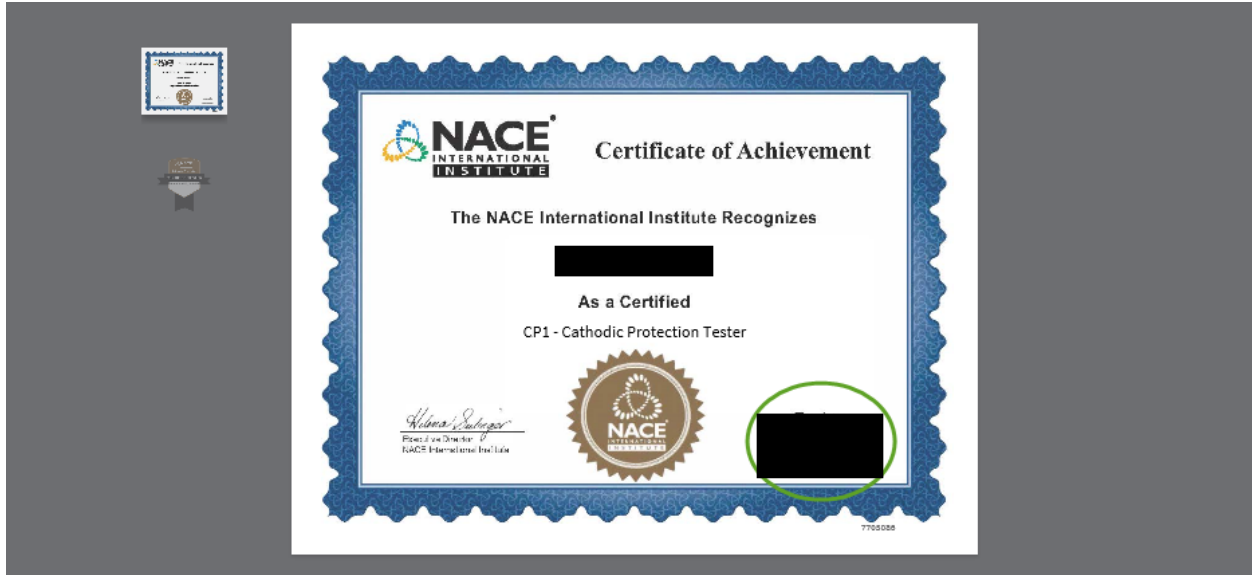 NACE
INTERNATIONAL
INSTITUTE
Certificate of Achievement
The NACE International Institute Recognizes
As a Certified
CP1 - Cathodic Protection Tester
Executive Director
NACE International Institute
NACE
INTERNATIONAL
INSTITUTE
7703086